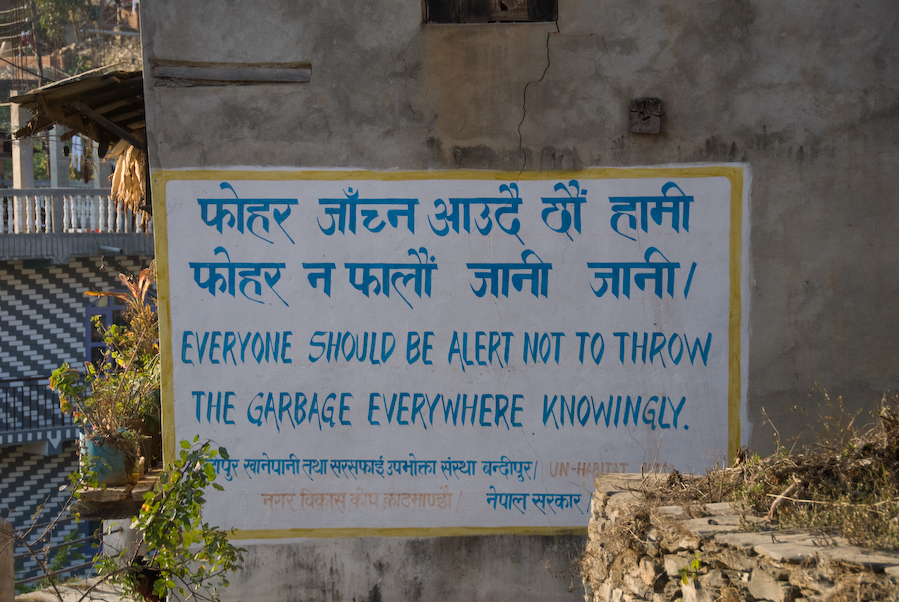 फोहर जाँच्न आउदै छौं हामी
फोहर न फालौं जानी जानी।
EVERYONE SHOULD BE ALERT NOT TO THROW
THE GARBAGE EVERYWHERE KNOWINGLY.
खानेपानी तथा सरसफाई उपभोक्ता संस्था बन्दीपुर। UN-HABITAT
नगर विकास कोष काठमाण्डौ। नेपाल सरकार